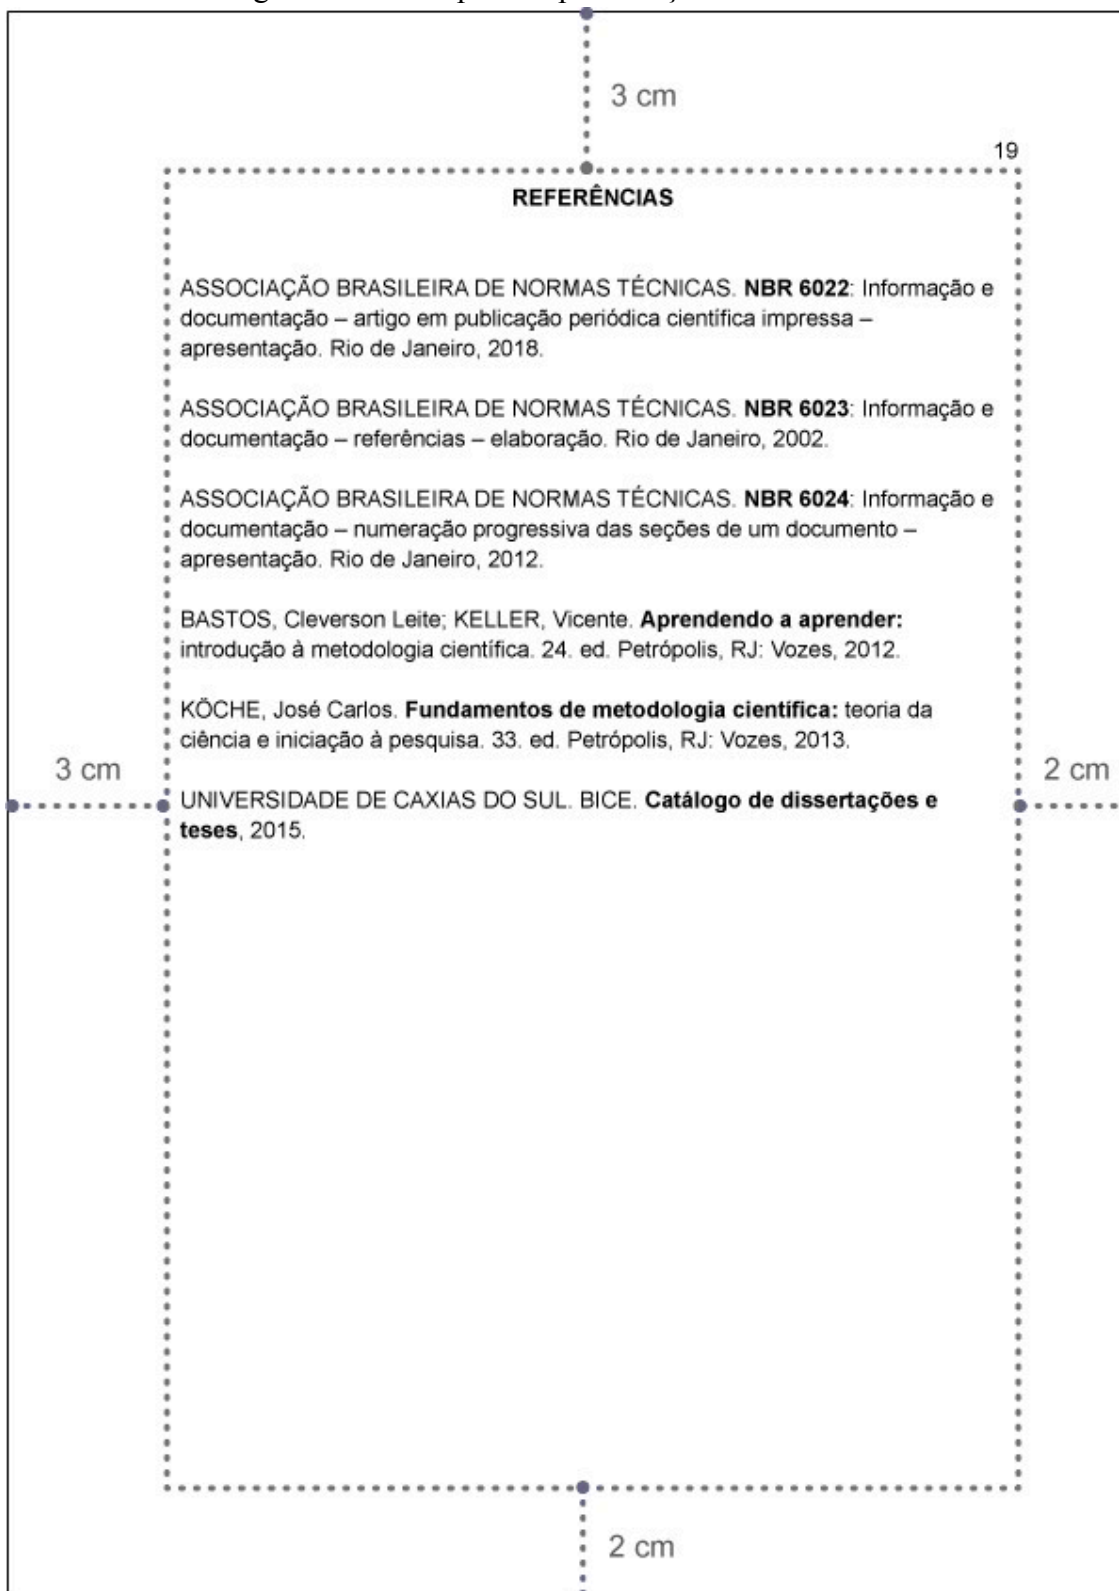 3 cm
19
REFERÊNCIAS
ASSOCIAÇÃO BRASILEIRA DE NORMAS TÉCNICAS. NBR 6022: Informação e
documentação – artigo em publicação periódica científica impressa –
apresentação. Rio de Janeiro, 2018.
ASSOCIAÇÃO BRASILEIRA DE NORMAS TÉCNICAS. NBR 6023: Informação e
documentação – referências – elaboração. Rio de Janeiro, 2002.
ASSOCIAÇÃO BRASILEIRA DE NORMAS TÉCNICAS. NBR 6024: Informação e
documentação – numeração progressiva das seções de um documento –
apresentação. Rio de Janeiro, 2012.
BASTOS, Cleverson Leite; KELLER, Vicente. Aprendendo a aprender:
introdução à metodologia científica. 24. ed. Petrópolis, RJ: Vozes, 2012.
KÖCHE, José Carlos. Fundamentos de metodologia científica: teoria da
ciência e iniciação à pesquisa. 33. ed. Petrópolis, RJ: Vozes, 2013.
3 cm
2 cm
UNIVERSIDADE DE CAXIAS DO SUL. BICE. Catálogo de dissertações e
teses, 2015.
2 cm